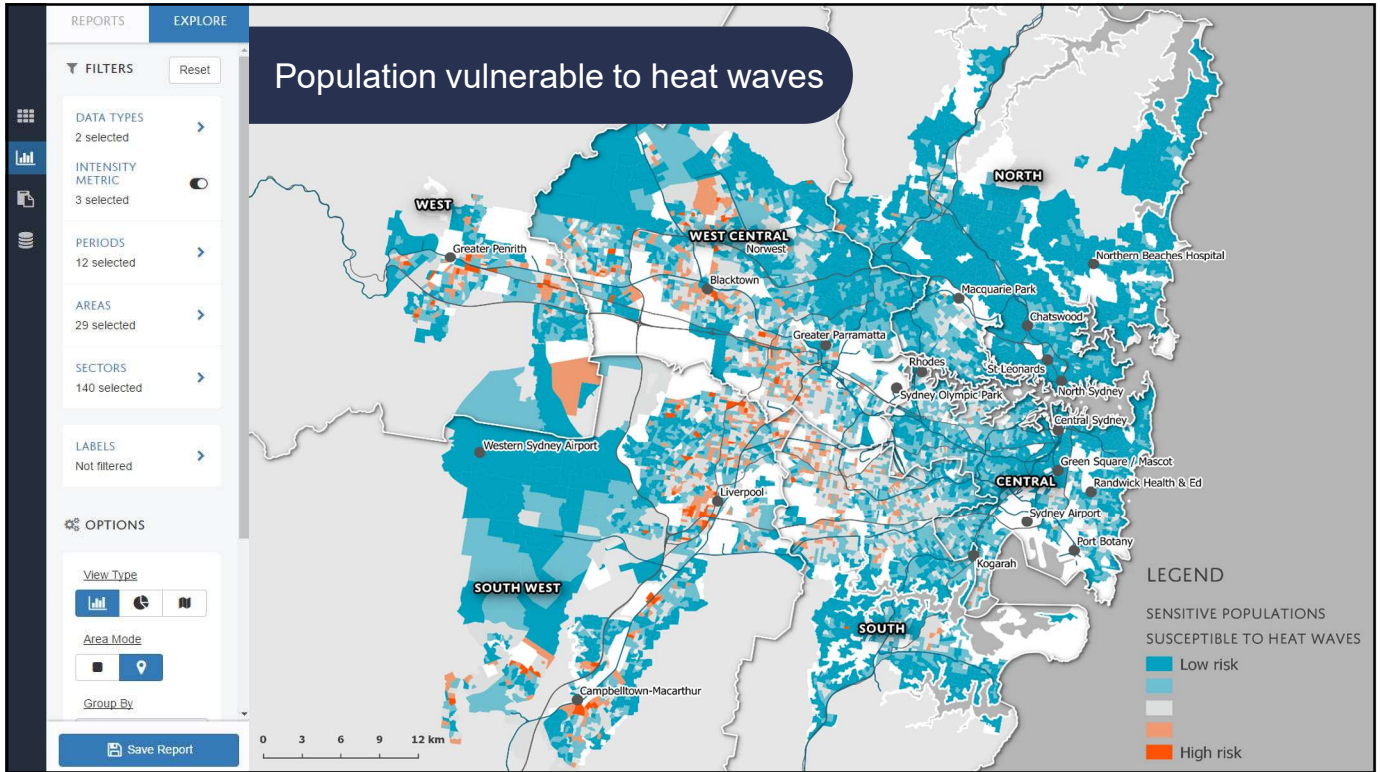 REPORTS
EXPLORE
FILTERS
Reset
DATA TYPES
2 selected
INTENSITY
METRIC
3 selected
PERIODS
12 selected
AREAS
29 selected
SECTORS
140 selected
LABELS
Not filtered
OPTIONS
View Type
Area Mode
Group By
Save Report
Population vulnerable to heat waves
NORTH
WEST
WEST CENTRAL
Norwest
Greater Penrith
Northern Beaches Hospital
Blacktown
Macquarie Park
Chatswood
Greater Parramatta
Rhodes
St Leonards
Sydney Olympic Park
North Sydney
Central Sydney
Western Sydney Airport
Green Square / Mascot
CENTRAL
Randwick Health & Ed
Liverpool
Sydney Airport
Port Botany
Kogarah
SOUTH WEST
SOUTH
Campbelltown-Macarthur
0 3 6 9 12 km
LEGEND
SENSITIVE POPULATIONS
SUSCEPTIBLE TO HEAT WAVES
Low risk
High risk